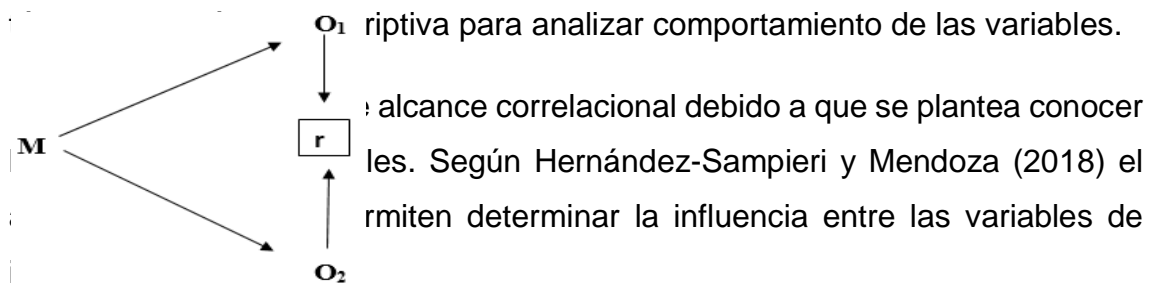 O₁ riptiva para analizar comportamiento de las variables.
alcance correlacional debido a que se plantea conocer
M r les. Según Hernández-Sampieri y Mendoza (2018) el
rmiten determinar la influencia entre las variables de
O₂